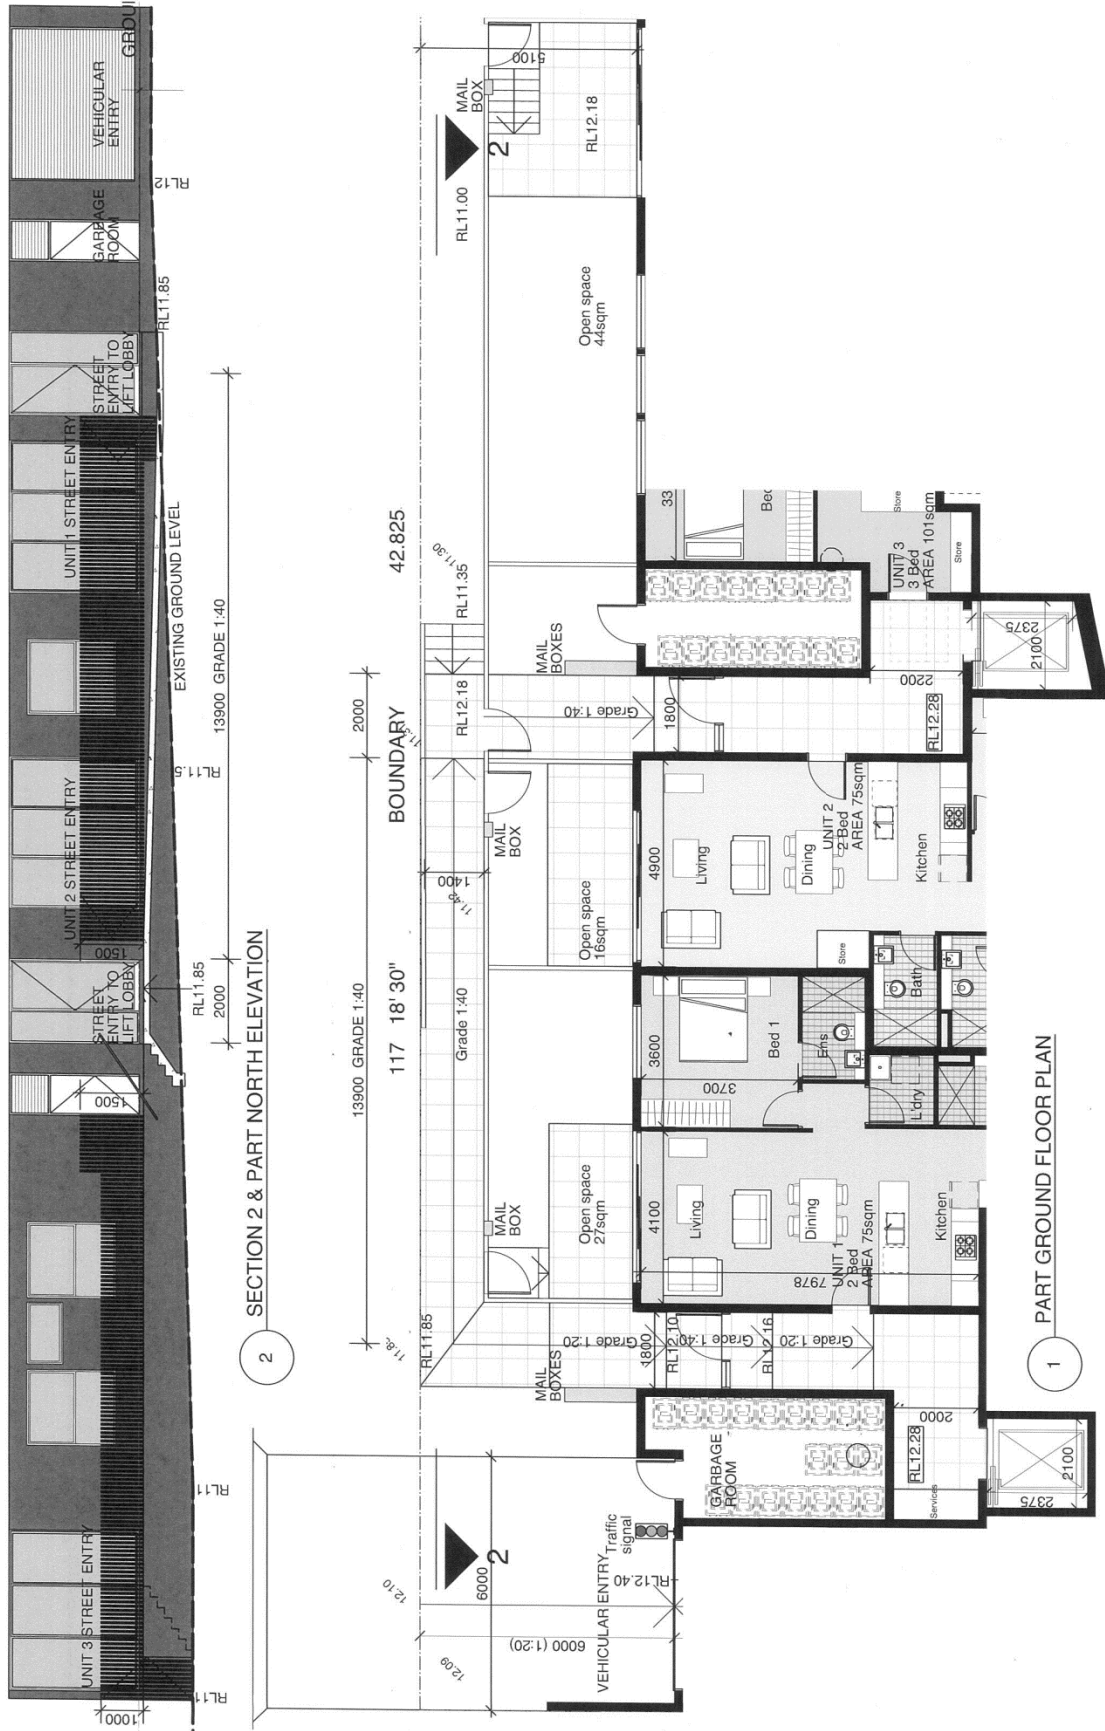 UNIT 3 STREET ENTRY
1000
RL11
RL11
1500
STREET
ENTRY TO
LIFT LOBBY
1500
RL11.85
2000
UNIT 2 STREET ENTRY
RL11.5
EXISTING GROUND LEVEL
13900 GRADE 1:40
UNIT 1 STREET ENTRY
STREET
ENTRY TO
LIFT LOBBY
RL11.85
GARBAGE
ROOM
RL12
VEHICULAR
ENTRY
GROU
2
SECTION 2 & PART NORTH ELEVATION
13900 GRADE 1:40
2000
117 18' 30"
BOUNDARY
42.825
12.09
12.10
6000
2
6000 (1:20)
VEHICULAR ENTRY
RL12.40
Traffic
signal
RL11.85
Grade 1:40
1400
11.42
RL12.18
RL11.35
11.30
RL11.00
2
MAIL
BOX
5100
RL12.18
MAIL
BOXES
MAIL
BOX
MAIL
BOX
MAIL
BOXES
Open space
27sqm
Open space
16sqm
Open space
44sqm
GARBAGE
ROOM
1800
Grade 1:20
RL12.10
Grade 1:40
RL12.16
Grade 1:20
2000
RL12.28
Services
2375
2100
4100
Living
Dining
UNIT 1
2 Bed
AREA 75sqm
7978
Kitchen
3600
3700
Bed 1
Ens
L'dry
Bath
Store
4900
Living
Dining
UNIT 2
2 Bed
AREA 75sqm
Kitchen
Grade 1:40
1800
2200
RL12.28
2100
2375
33
Bed
UNIT 3
3 Bed
AREA 101sqm
Store
Store
1
PART GROUND FLOOR PLAN